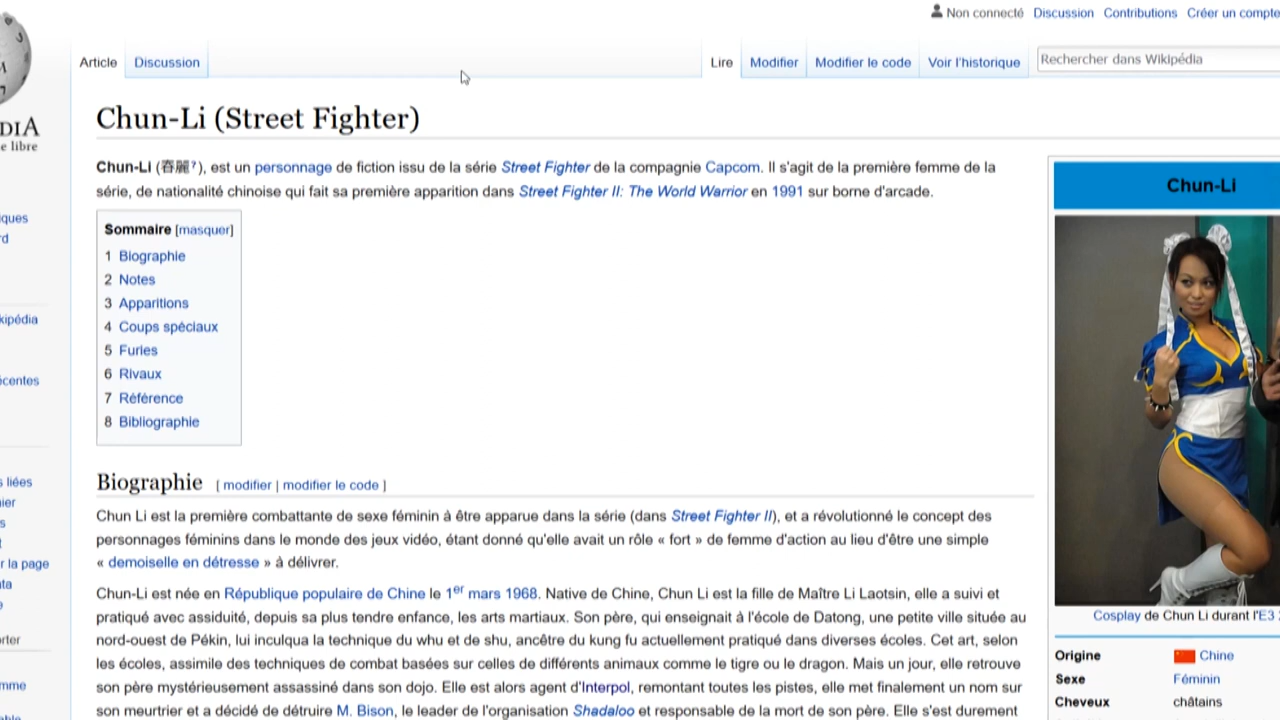 Non connecté Discussion Contributions Créer un compte
Article Discussion Lire Modifier Modifier le code Voir l'historique Rechercher dans Wikipédia
DIA
e libre
Chun-Li (Street Fighter)
Chun-Li (春麗?), est un personnage de fiction issu de la série Street Fighter de la compagnie Capcom. Il s'agit de la première femme de la
série, de nationalité chinoise qui fait sa première apparition dans Street Fighter II: The World Warrior en 1991 sur borne d'arcade.
Sommaire [masquer]
1 Biographie
2 Notes
3 Apparitions
4 Coups spéciaux
5 Furies
6 Rivaux
7 Référence
8 Bibliographie
Biographie [ modifier | modifier le code ]
Chun Li est la première combattante de sexe féminin à être apparue dans la série (dans Street Fighter II), et a révolutionné le concept des
personnages féminins dans le monde des jeux vidéo, étant donné qu'elle avait un rôle « fort » de femme d'action au lieu d'être une simple
« demoiselle en détresse » à délivrer.
Chun-Li est née en République populaire de Chine le 1er mars 1968. Native de Chine, Chun Li est la fille de Maître Li Laotsin, elle a suivi et
pratiqué avec assiduité, depuis sa plus tendre enfance, les arts martiaux. Son père, qui enseignait à l'école de Datong, une petite ville située au
nord-ouest de Pékin, lui inculqua la technique du whu et de shu, ancêtre du kung fu actuellement pratiqué dans diverses écoles. Cet art, selon
les écoles, assimile des techniques de combat basées sur celles de différents animaux comme le tigre ou le dragon. Mais un jour, elle retrouve
son père mystérieusement assassiné dans son dojo. Elle est alors agent d'Interpol, remontant toutes les pistes, elle met finalement un nom sur
son meurtrier et a décidé de détruire M. Bison, le leader de l'organisation Shadaloo et responsable de la mort de son père. Elle s'est durement
Chun-Li
Cosplay de Chun Li durant l'E3
Origine Chine
Sexe Féminin
Cheveux châtains
iques
rd
kipédia
écentes
s liées
hier
s
t
r la page
ata
e
orter
mme